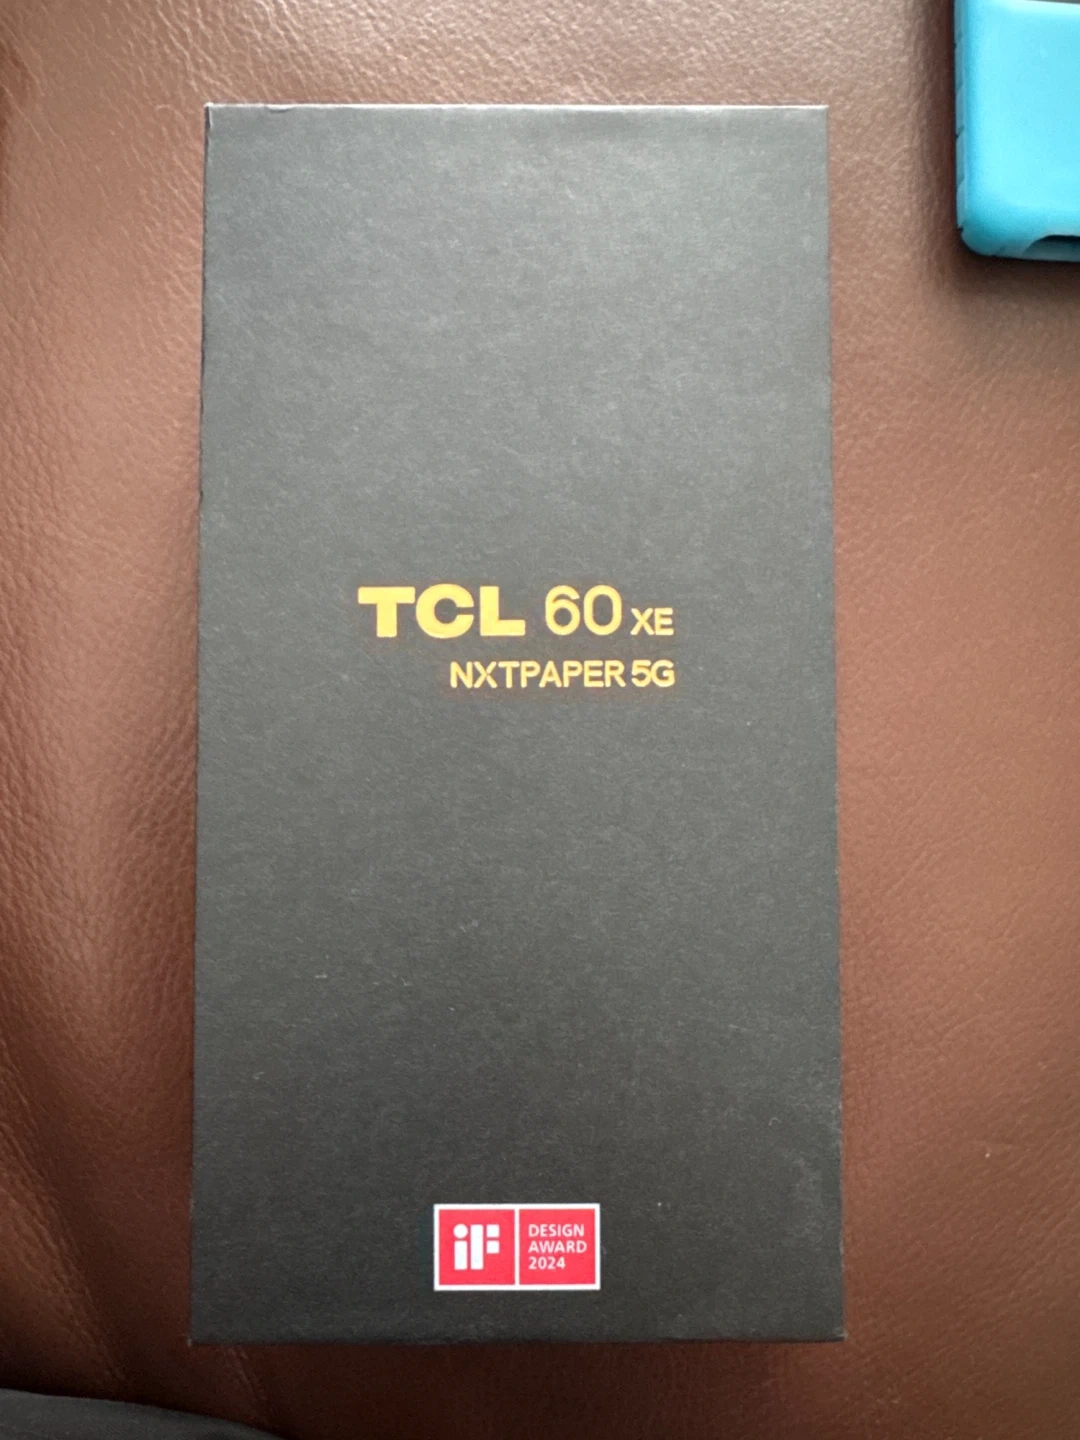 TCL 60 XE
NXTPAPER 5G
iF
DESIGN
AWARD
2024